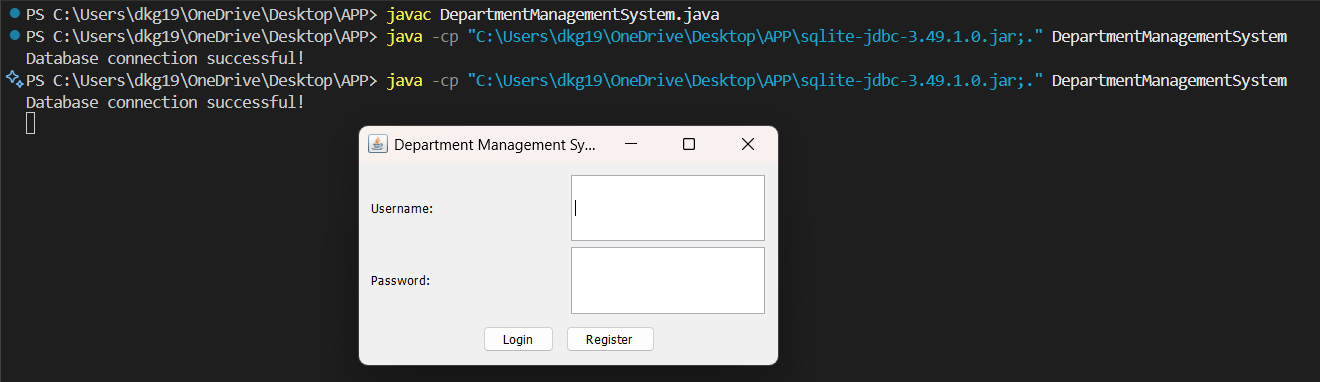 PS C:\Users\dkg19\OneDrive\Desktop\APP> javac DepartmentManagementSystem.java
PS C:\Users\dkg19\OneDrive\Desktop\APP> java -cp "C:\Users\dkg19\OneDrive\Desktop\APP\sqlite-jdbc-3.49.1.0.jar;." DepartmentManagementSystem
Database connection successful!
PS C:\Users\dkg19\OneDrive\Desktop\APP> java -cp "C:\Users\dkg19\OneDrive\Desktop\APP\sqlite-jdbc-3.49.1.0.jar;." DepartmentManagementSystem
Database connection successful!
Department Management Sy...
Username:
Password:
Login Register